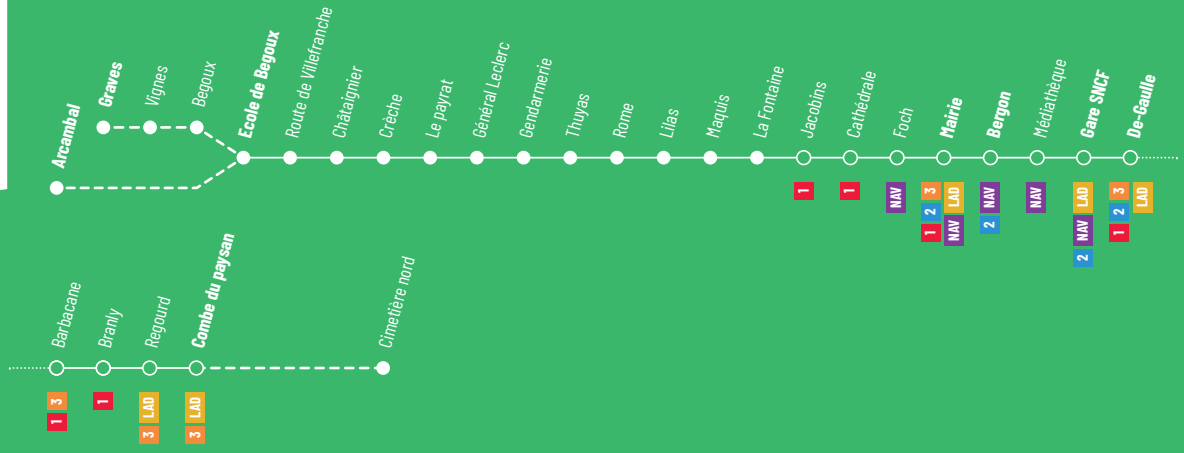 Arcambal
Graves
Vignes
Begoux
Ecole de Begoux
Route de Villefranche
Châtaignier
Crèche
Le payrat
Général Leclerc
Gendarmerie
Thuyas
Rome
Lilas
Maquis
La Fontaine
Jacobins
1
Cathédrale
1
Foch
NAV
Mairie
1 2 3
NAV LAD
Bergon
2 NAV
Médiathèque
NAV
Gare SNCF
2 NAV LAD
De-Gaulle
1 2 3
LAD
Barbacane
1 3
Branly
1
Regourd
3 LAD
Combe du paysan
3 LAD
Cimetière nord